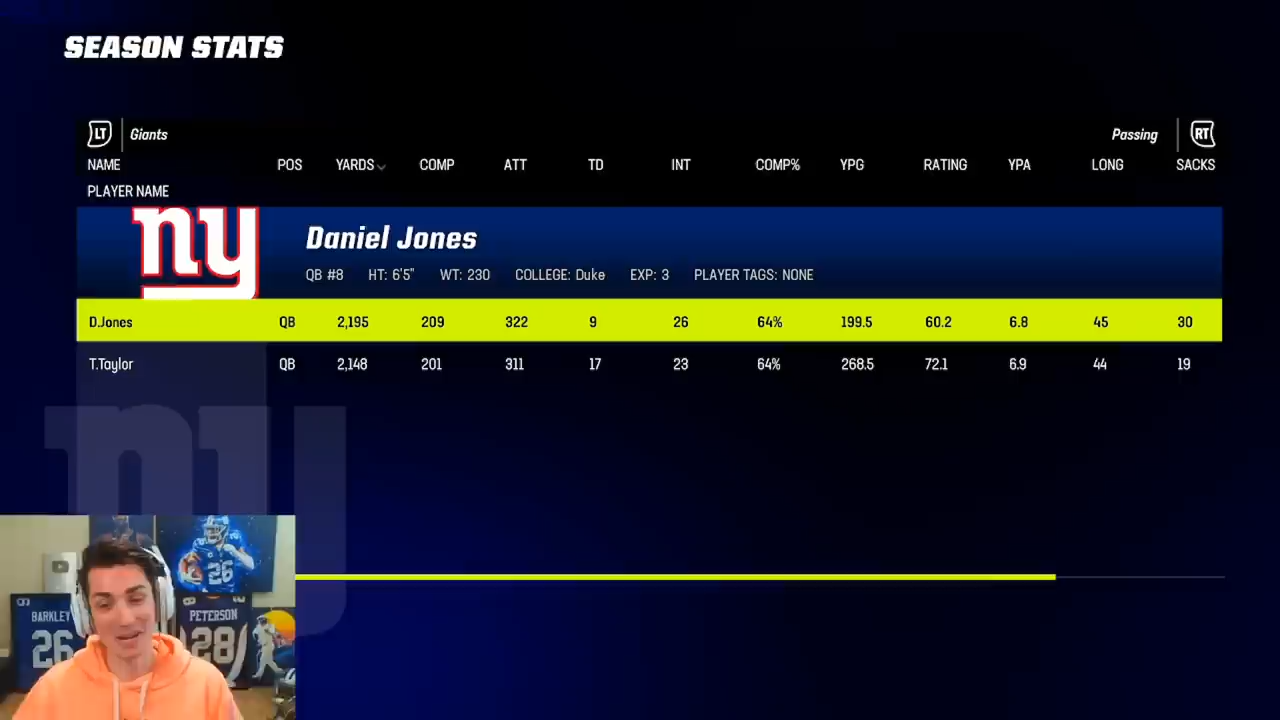 SEASON STATS
LT Giants Passing RT
NAME POS YARDS COMP ATT TD INT COMP% YPG RATING YPA LONG SACKS
PLAYER NAME
ny
Daniel Jones
QB #8 HT: 6'5" WT: 230 COLLEGE: Duke EXP: 3 PLAYER TAGS: NONE
D.Jones QB 2,195 209 322 9 26 64% 199.5 60.2 6.8 45 30
T.Taylor QB 2,148 201 311 17 23 64% 268.5 72.1 6.9 44 19
ny
26
BARKLEY
26
PETERSON
28